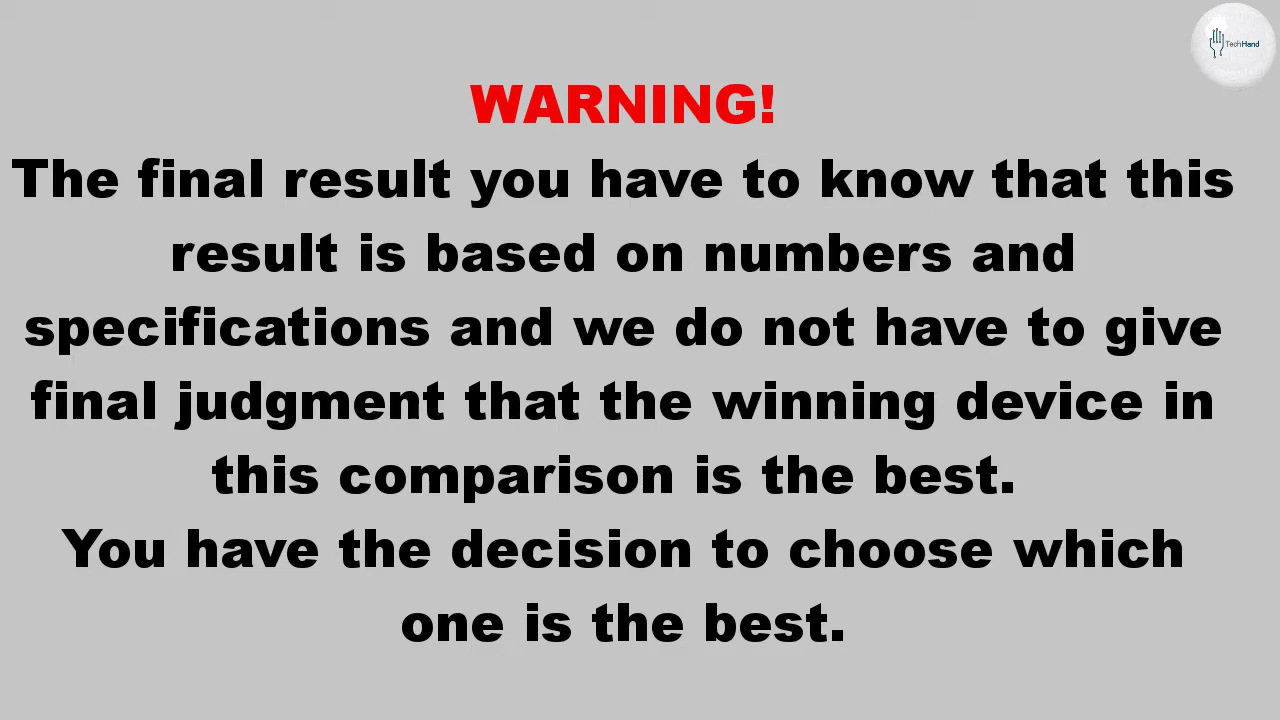 TechHand
WARNING!
The final result you have to know that this
result is based on numbers and
specifications and we do not have to give
final judgment that the winning device in
this comparison is the best.
You have the decision to choose which
one is the best.